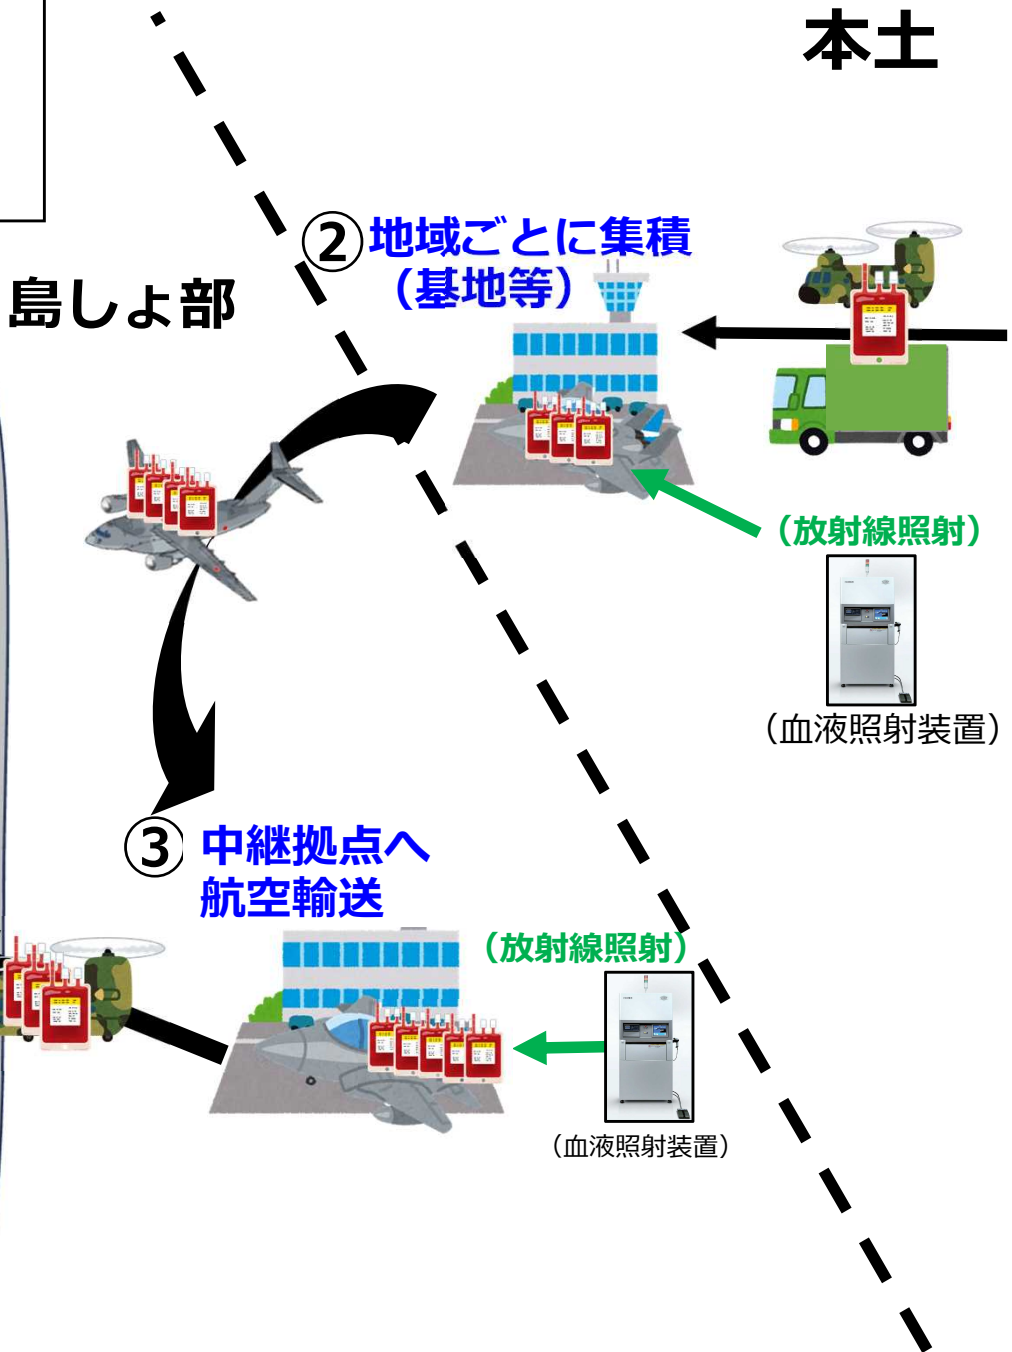 本土
②地域ごとに集積
（基地等）
島しょ部
（放射線照射）
（血液照射装置）
③ 中継拠点へ
航空輸送
（放射線照射）
（血液照射装置）